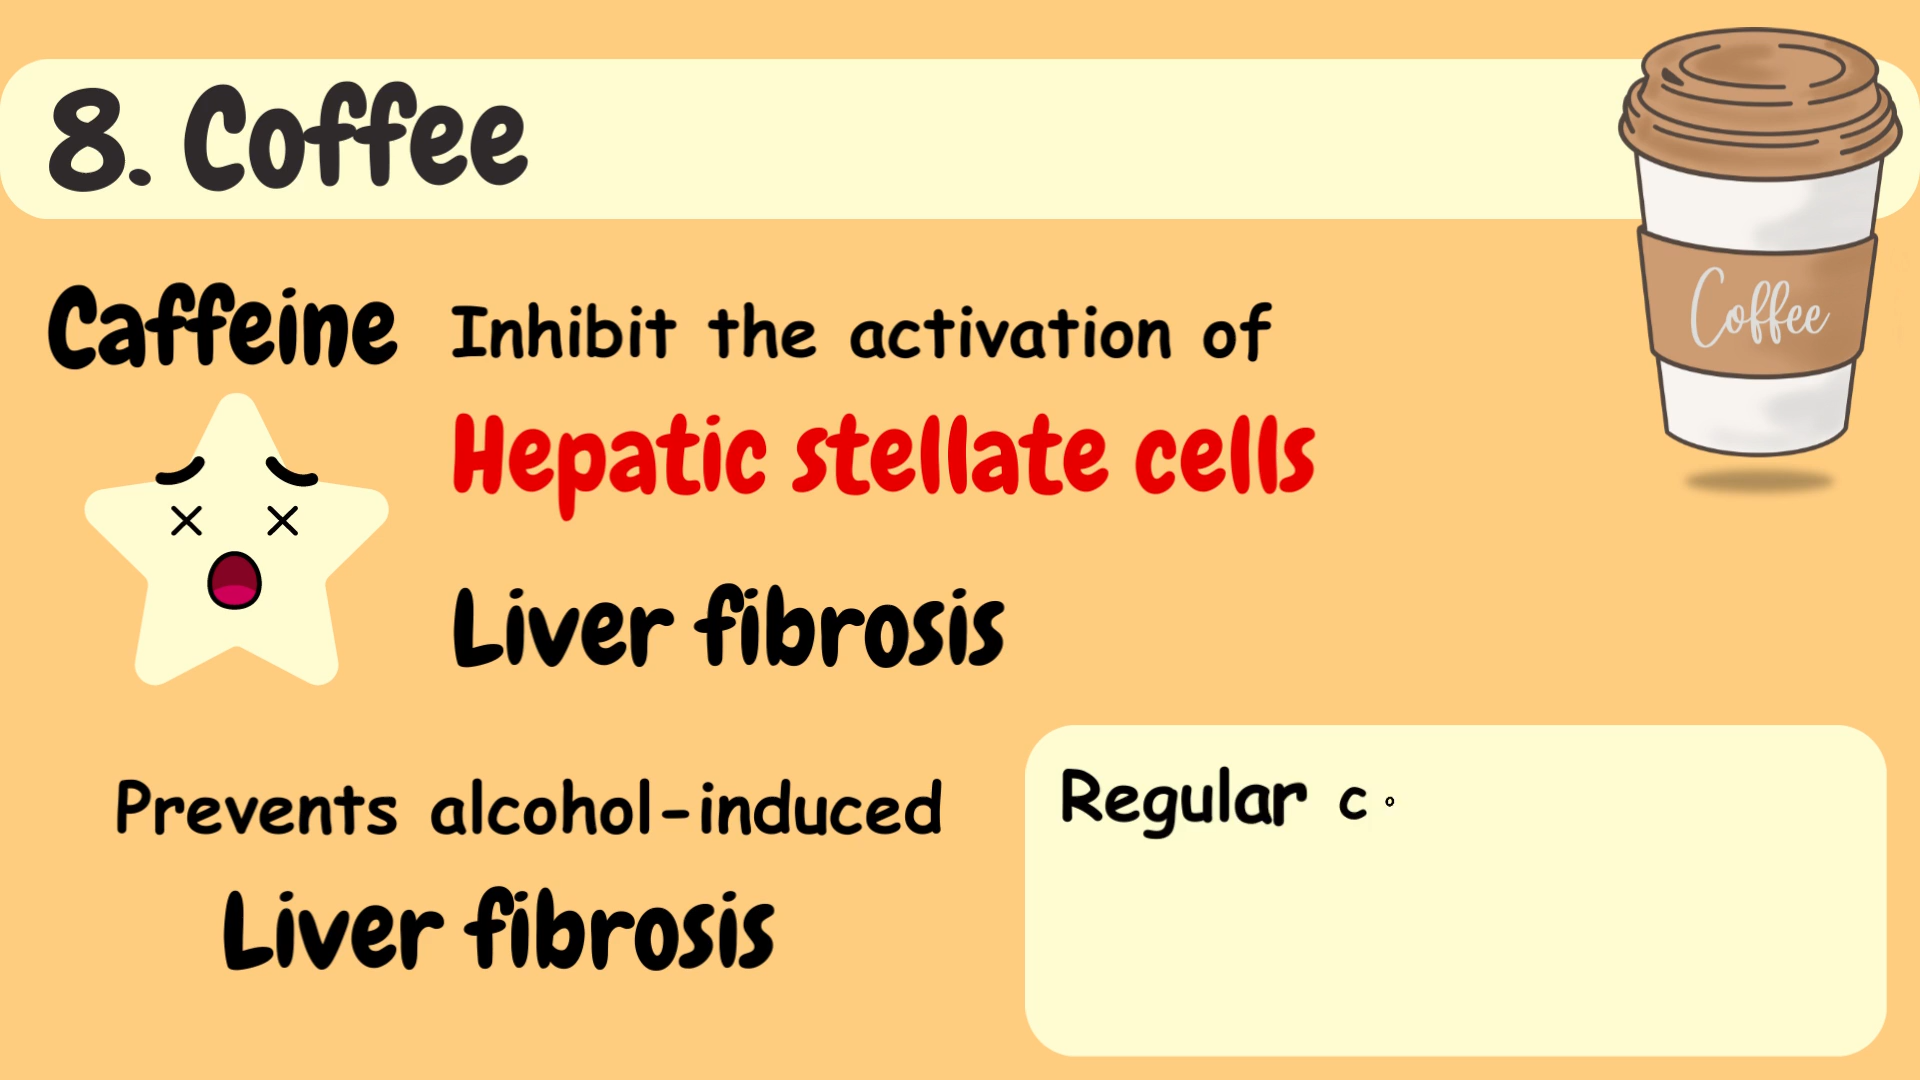 8. Coffee
Coffee
Caffeine
Inhibit the activation of
Hepatic stellate cells
Liver fibrosis
Prevents alcohol-induced
Liver fibrosis
Regular c